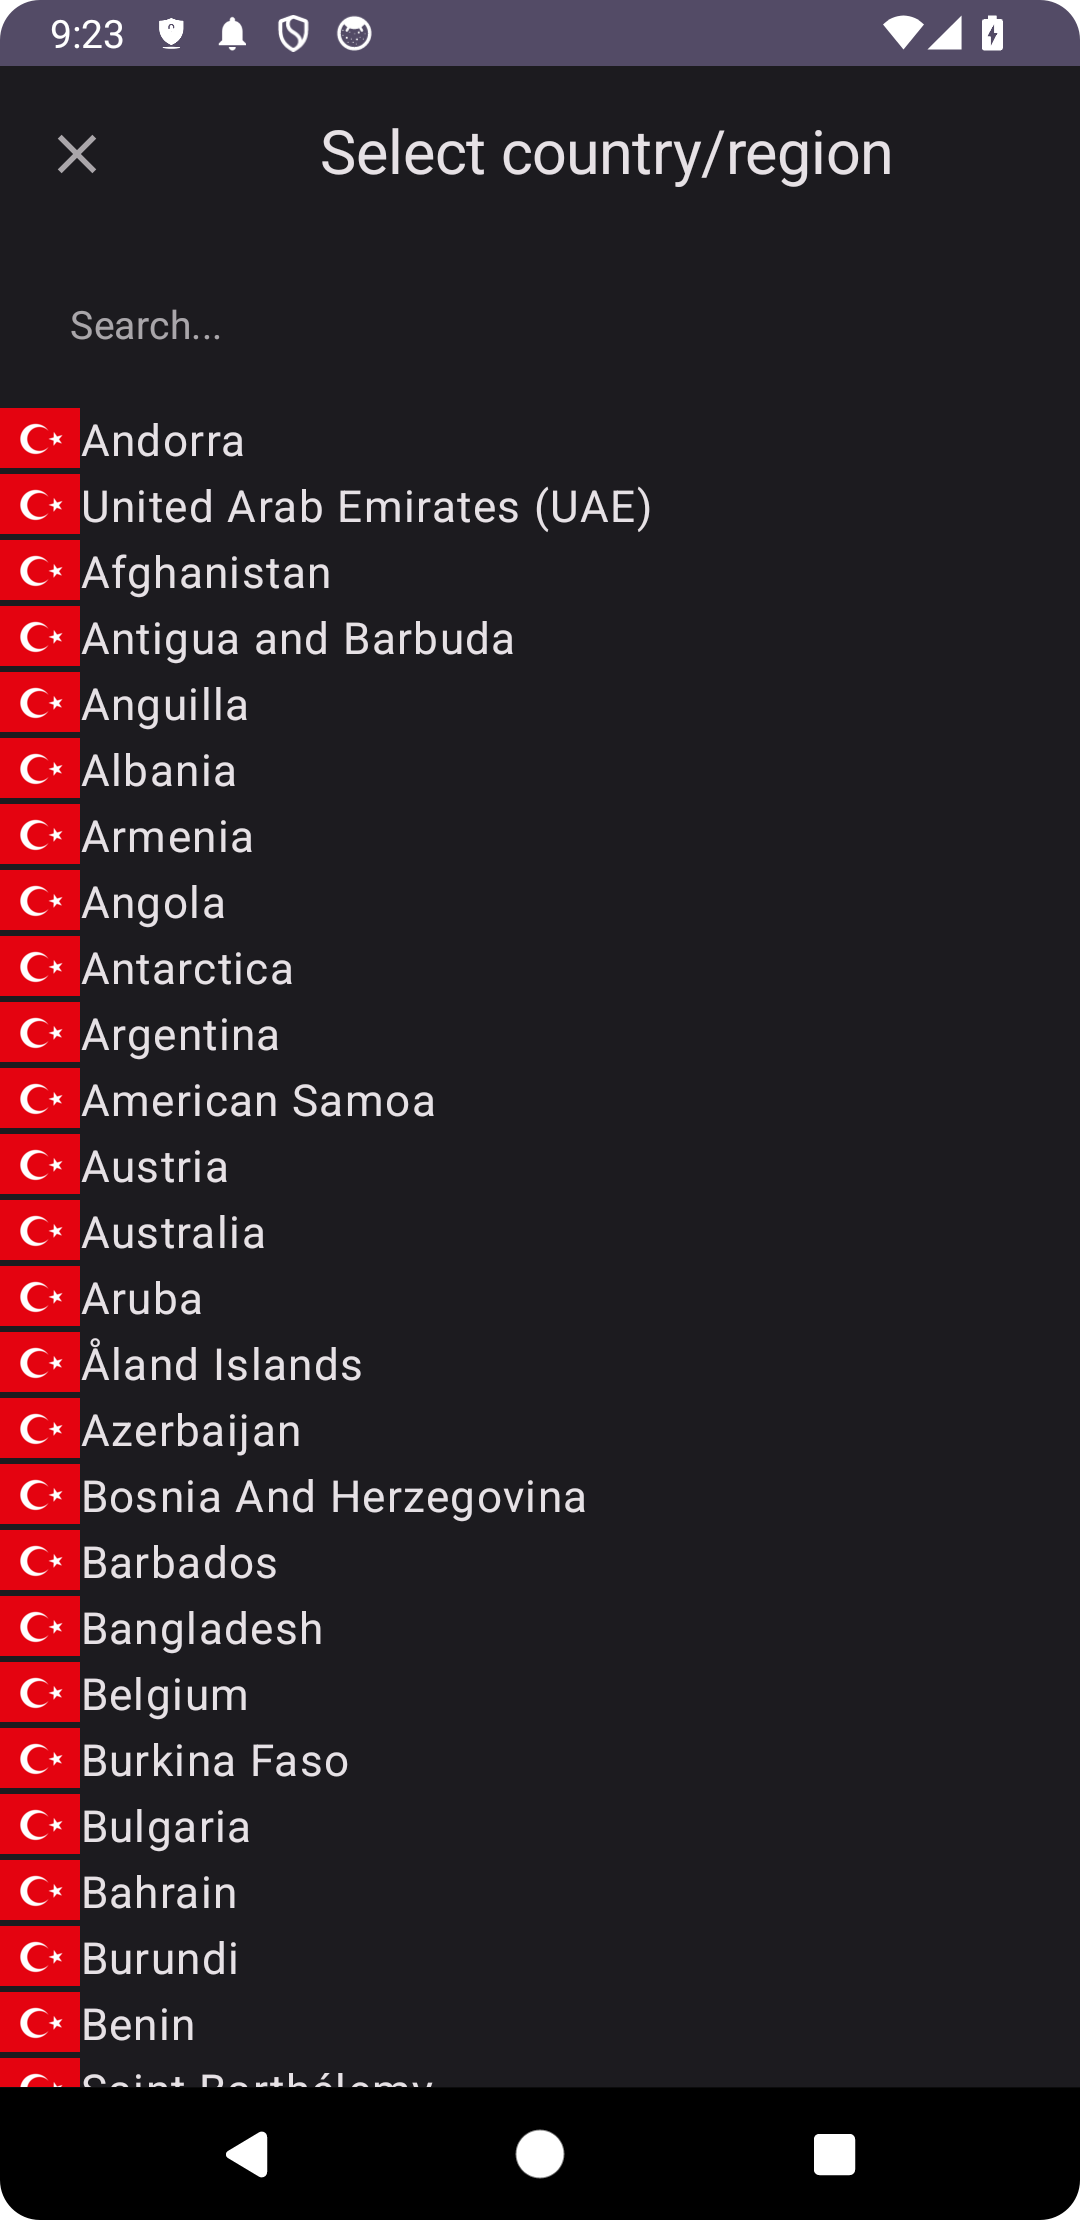 9:23
Select country/region
Search...
Andorra
United Arab Emirates (UAE)
Afghanistan
Antigua and Barbuda
Anguilla
Albania
Armenia
Angola
Antarctica
Argentina
American Samoa
Austria
Australia
Aruba
Åland Islands
Azerbaijan
Bosnia And Herzegovina
Barbados
Bangladesh
Belgium
Burkina Faso
Bulgaria
Bahrain
Burundi
Benin
Saint Barthélemy